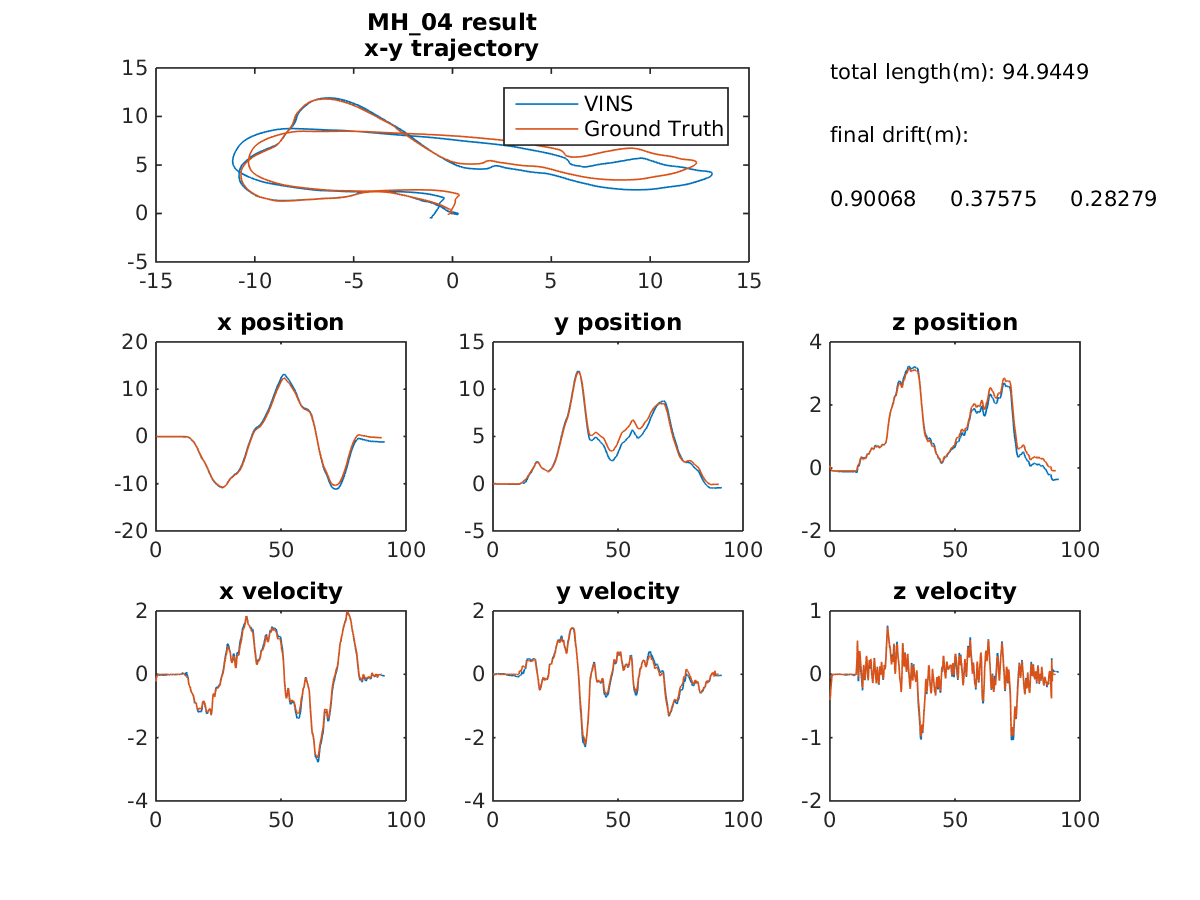 MH_04 result
x-y trajectory
15
10
5
0
-5
-15 -10 -5 0 5 10 15
VINS
Ground Truth
total length(m): 94.9449
final drift(m):
0.90068 0.37575 0.28279
x position
20
10
0
-10
-20
0 50 100
y position
15
10
5
0
-5
0 50 100
z position
4
2
0
-2
0 50 100
x velocity
2
0
-2
-4
0 50 100
y velocity
2
0
-2
-4
0 50 100
z velocity
1
0
-1
-2
0 50 100